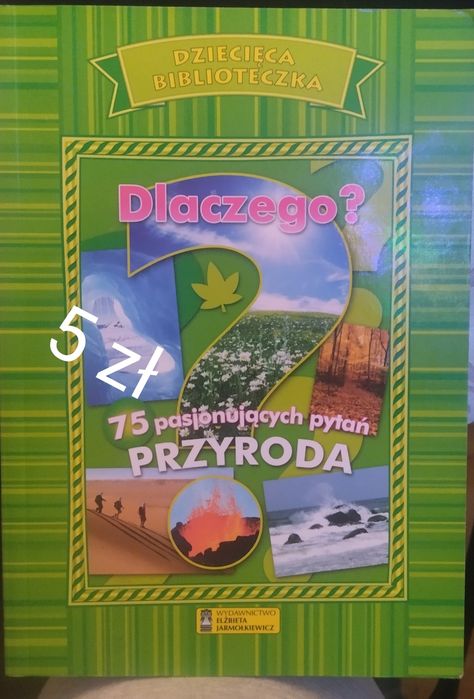 DZIECIĘCA
BIBLIOTECZKA
Dlaczego?
5 zł
75 pasjonujących pytań
PRZYRODA
WYDAWNICTWO
ELŻBIETA
JARMOŁKIEWICZ